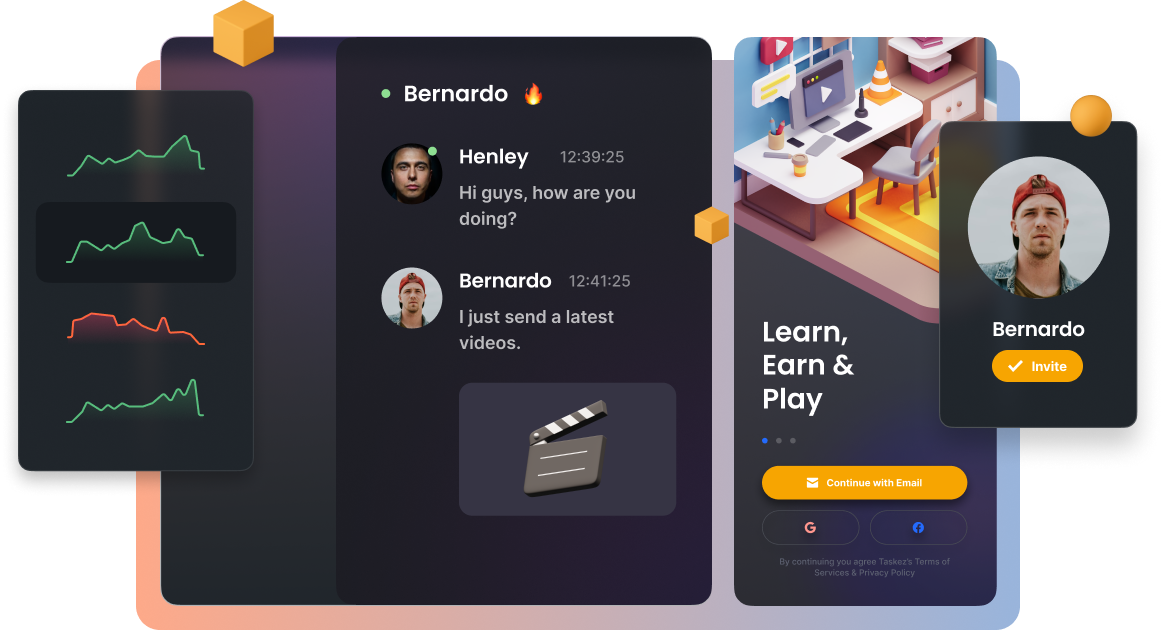 Bernardo 🔥
Henley 12:39:25
Hi guys, how are you
doing?
Bernardo 12:41:25
I just send a latest
videos.
Learn,
Earn &
Play
Continue with Email
By continuing you agree Taskez's Terms of
Services & Privacy Policy
Bernardo
Invite